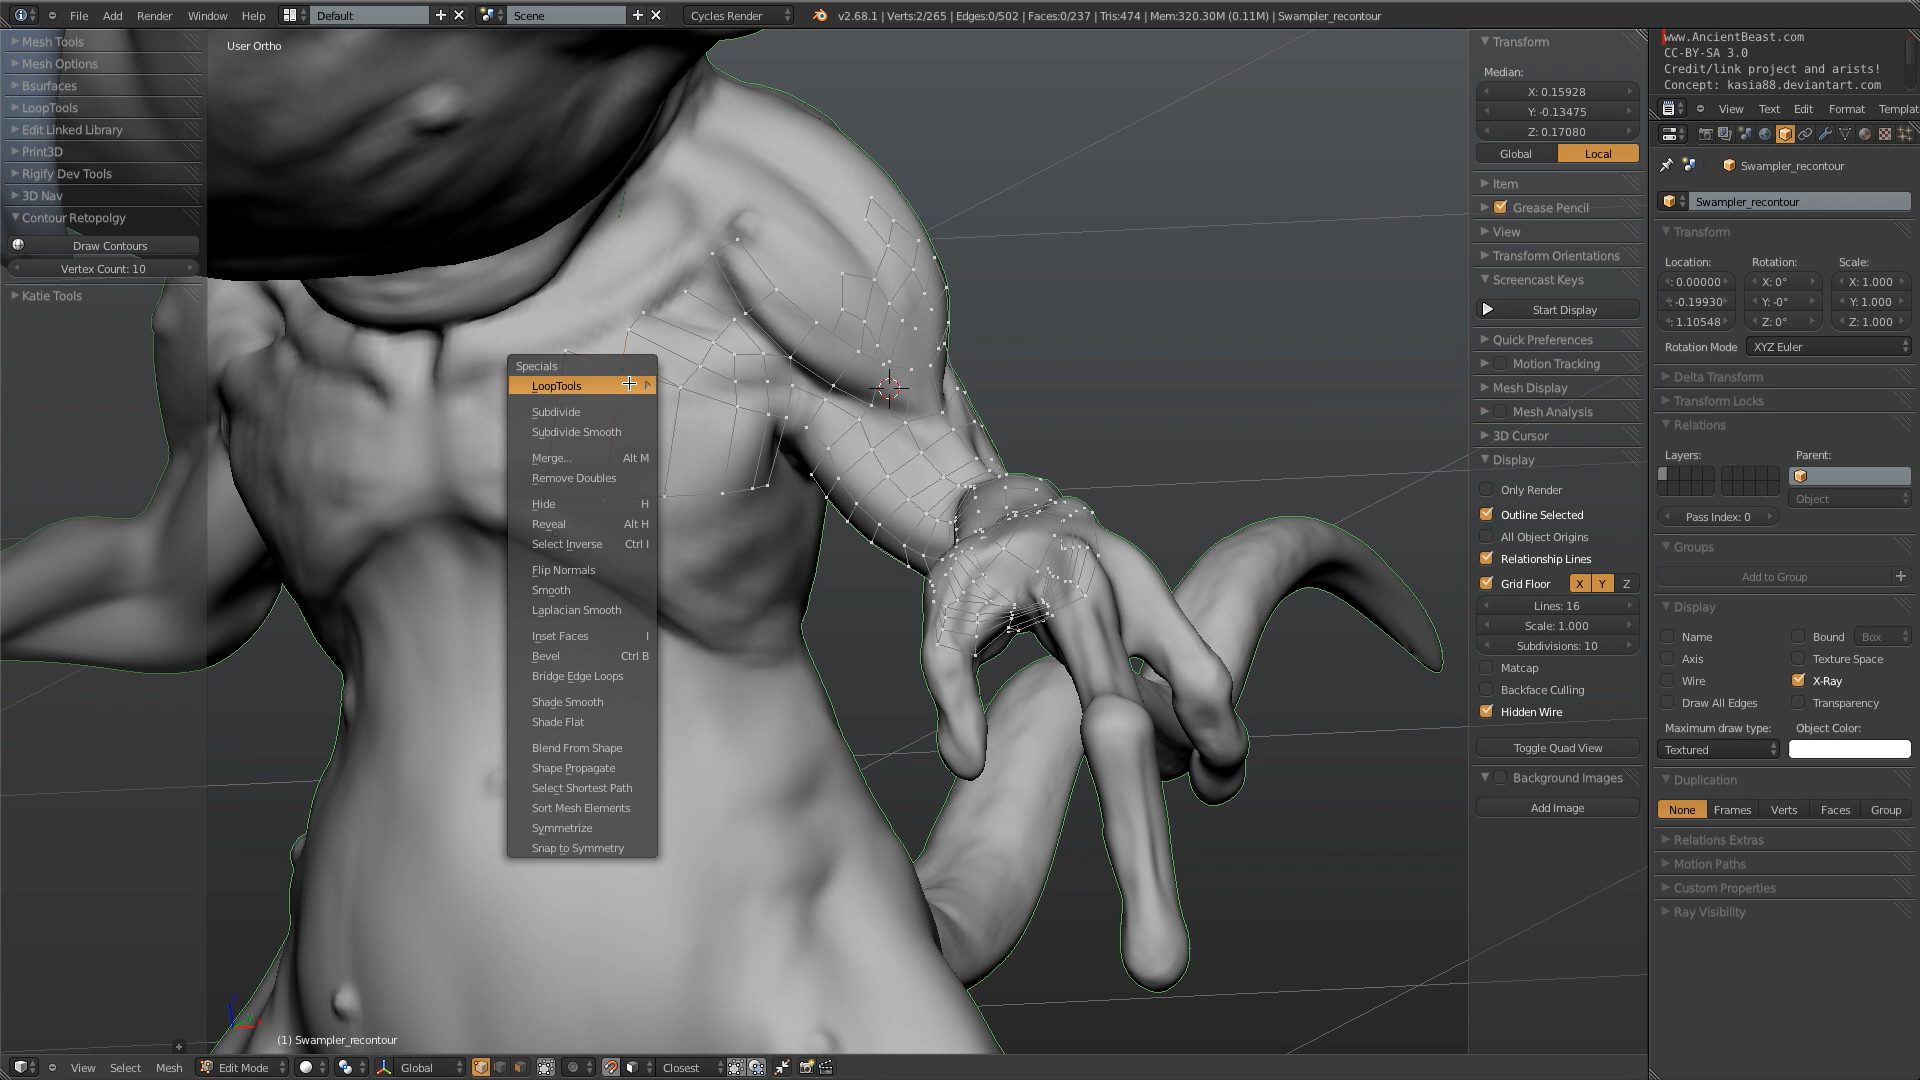 File Add Render Window Help Default Scene Cycles Render v2.68.1 | Verts:2/265 | Edges:0/502 | Faces:0/237 | Tris:474 | Mem:320.30M (0.11M) | Swampler_recontour
Mesh Tools
Mesh Options
Bsurfaces
LoopTools
Edit Linked Library
Print3D
Rigify Dev Tools
3D Nav
Contour Retopolgy
Draw Contours
Vertex Count: 10
Katie Tools
User Ortho
Specials
LoopTools
Subdivide
Subdivide Smooth
Merge... Alt M
Remove Doubles
Hide H
Reveal Alt H
Select Inverse Ctrl I
Flip Normals
Smooth
Laplacian Smooth
Inset Faces I
Bevel Ctrl B
Bridge Edge Loops
Shade Smooth
Shade Flat
Blend From Shape
Shape Propagate
Select Shortest Path
Sort Mesh Elements
Symmetrize
Snap to Symmetry
(1) Swampler_recontour
View Select Mesh Edit Mode Global Closest
Transform
Median:
X: 0.15928
Y: -0.13475
Z: 0.17080
Global Local
Item
Grease Pencil
View
Transform Orientations
Screencast Keys
Start Display
Quick Preferences
Motion Tracking
Mesh Display
Mesh Analysis
3D Cursor
Display
Only Render
Outline Selected
All Object Origins
Relationship Lines
Grid Floor X Y Z
Lines: 16
Scale: 1.000
Subdivisions: 10
Matcap
Backface Culling
Hidden Wire
Toggle Quad View
Background Images
Add Image
www.AncientBeast.com
CC-BY-SA 3.0
Credit/link project and arists!
Concept: kasia88.deviantart.com
View Text Edit Format Templat
Swampler_recontour
Swampler_recontour
Transform
Location: Rotation: Scale:
: 0.00000 X: 0° X: 1.000
: -0.19930 Y: -0° Y: 1.000
: 1.10548 Z: 0° Z: 1.000
Rotation Mode XYZ Euler
Delta Transform
Transform Locks
Relations
Layers: Parent:
Object
Pass Index: 0
Groups
Add to Group
Display
Name Bound Box
Axis Texture Space
Wire X-Ray
Draw All Edges Transparency
Maximum draw type: Object Color:
Textured
Duplication
None Frames Verts Faces Group
Relations Extras
Motion Paths
Custom Properties
Ray Visibility